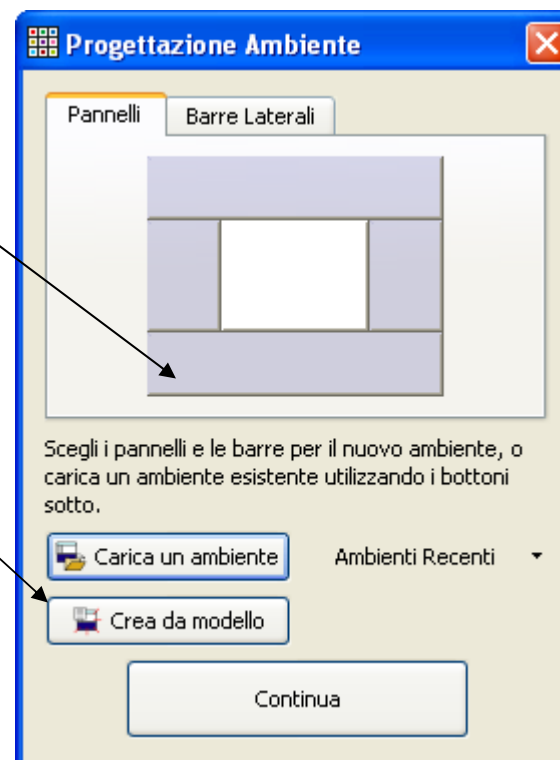 Progettazione Ambiente
Pannelli
Barre Laterali
Scegli i pannelli e le barre per il nuovo ambiente, o
carica un ambiente esistente utilizzando i bottoni
sotto.
Carica un ambiente
Ambienti Recenti
Crea da modello
Continua